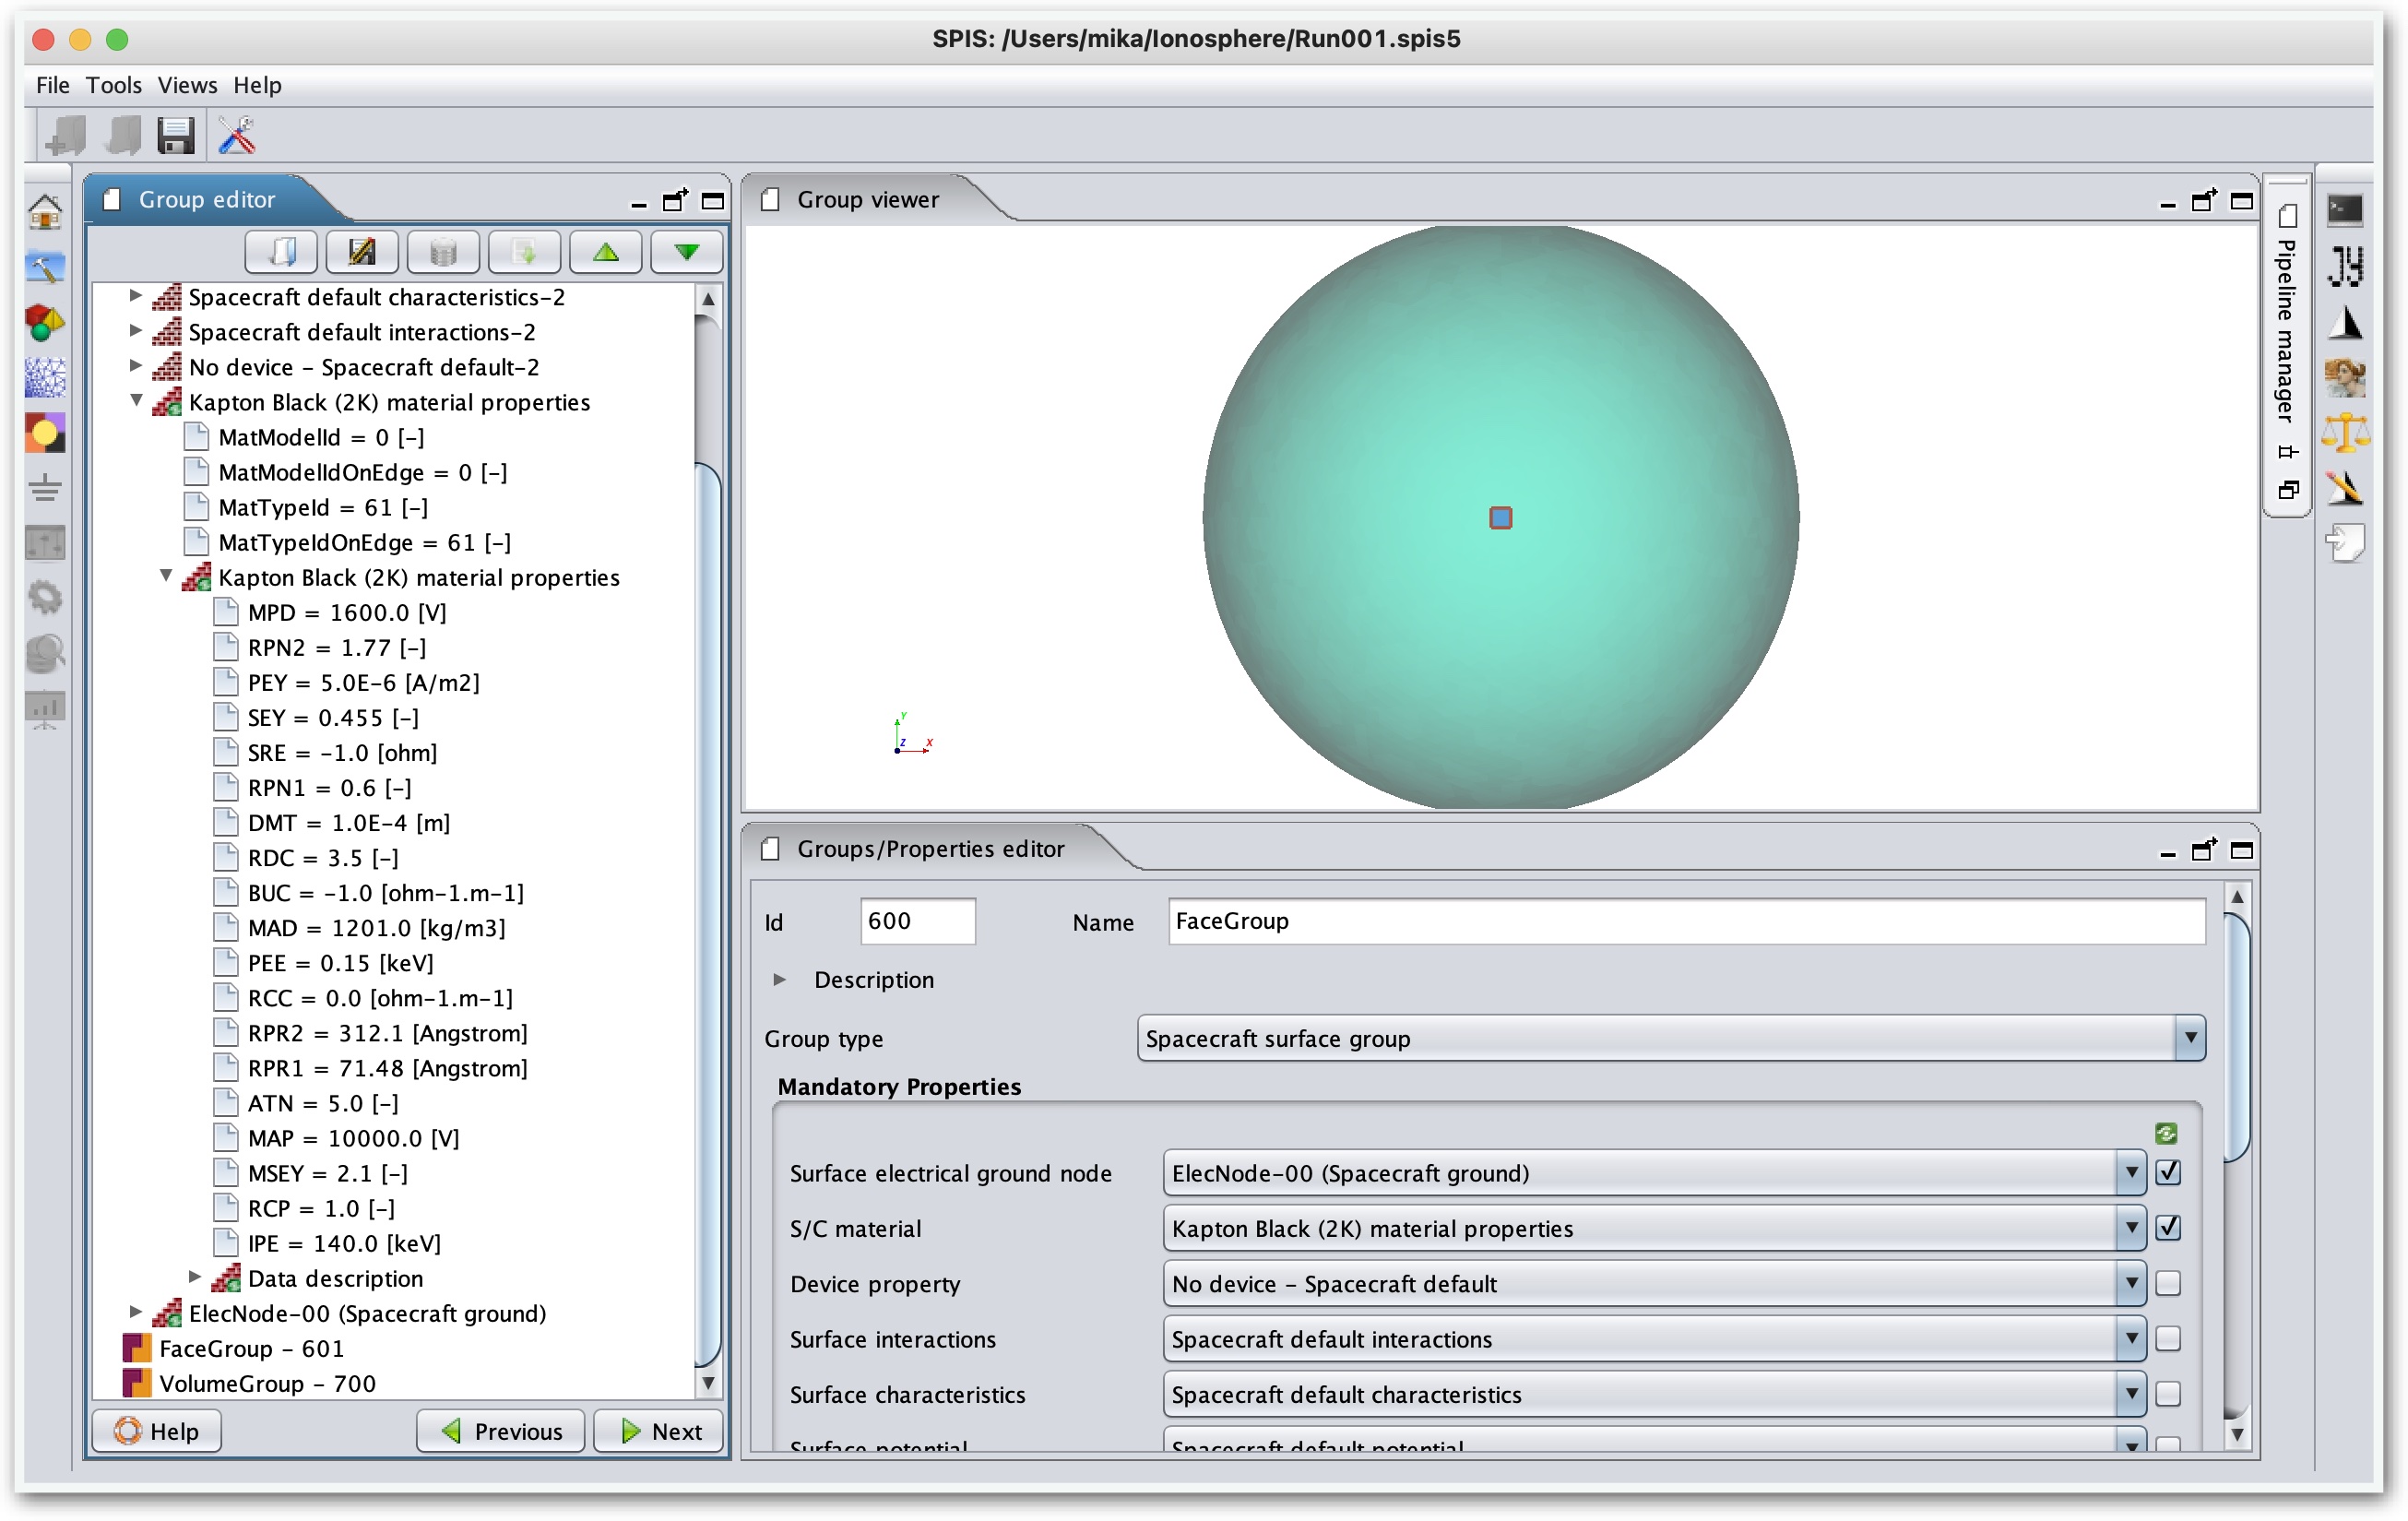 SPIS: /Users/mika/Ionosphere/Run001.spis5
File Tools Views Help
Group editor
Spacecraft default characteristics-2
Spacecraft default interactions-2
No device - Spacecraft default-2
Kapton Black (2K) material properties
MatModelId = 0 [-]
MatModelIdOnEdge = 0 [-]
MatTypeId = 61 [-]
MatTypeIdOnEdge = 61 [-]
Kapton Black (2K) material properties
MPD = 1600.0 [V]
RPN2 = 1.77 [-]
PEY = 5.0E-6 [A/m2]
SEY = 0.455 [-]
SRE = -1.0 [ohm]
RPN1 = 0.6 [-]
DMT = 1.0E-4 [m]
RDC = 3.5 [-]
BUC = -1.0 [ohm-1.m-1]
MAD = 1201.0 [kg/m3]
PEE = 0.15 [keV]
RCC = 0.0 [ohm-1.m-1]
RPR2 = 312.1 [Angstrom]
RPR1 = 71.48 [Angstrom]
ATN = 5.0 [-]
MAP = 10000.0 [V]
MSEY = 2.1 [-]
RCP = 1.0 [-]
IPE = 140.0 [keV]
Data description
ElecNode-00 (Spacecraft ground)
FaceGroup - 601
VolumeGroup - 700
Help
Previous
Next
Group viewer
Y
Z
X
Groups/Properties editor
Id 600 Name FaceGroup
Description
Group type Spacecraft surface group
Mandatory Properties
Surface electrical ground node ElecNode-00 (Spacecraft ground)
S/C material Kapton Black (2K) material properties
Device property No device - Spacecraft default
Surface interactions Spacecraft default interactions
Surface characteristics Spacecraft default characteristics
Surface potential Spacecraft default potential
Pipeline manager
JY